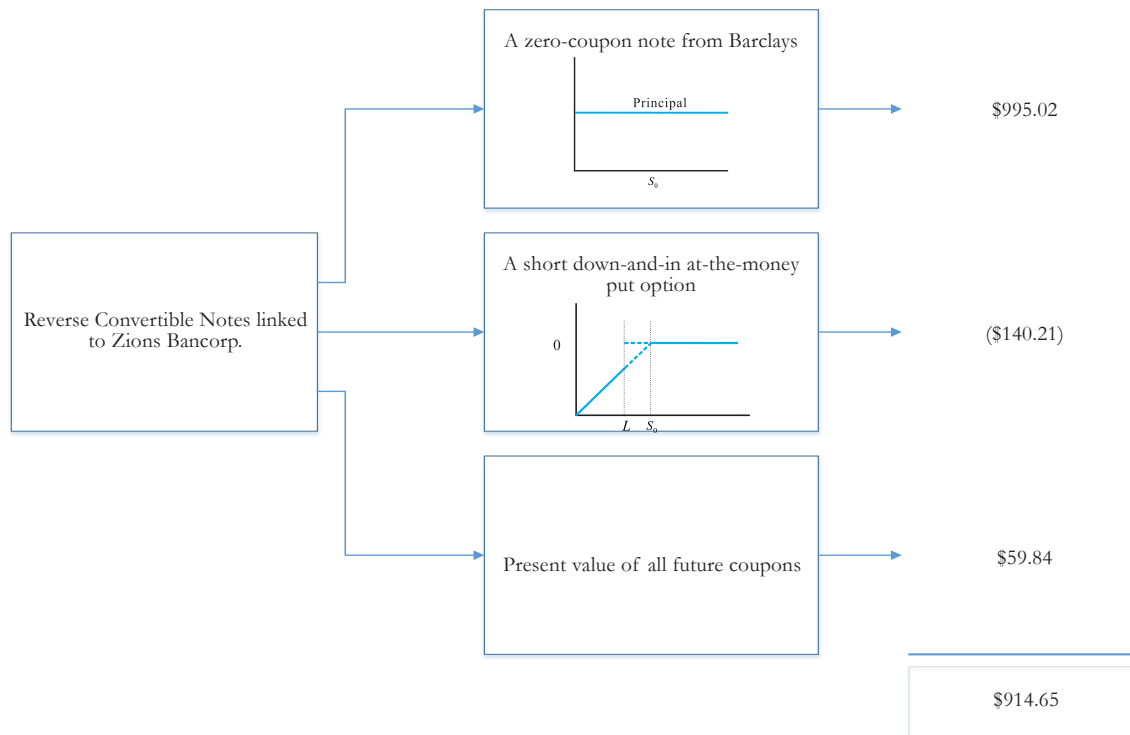 A zero-coupon note from Barclays
Principal
S₀
$995.02
Reverse Convertible Notes linked
to Zions Bancorp.
A short down-and-in at-the-money
put option
0
L S₀
($140.21)
Present value of all future coupons
$59.84
$914.65